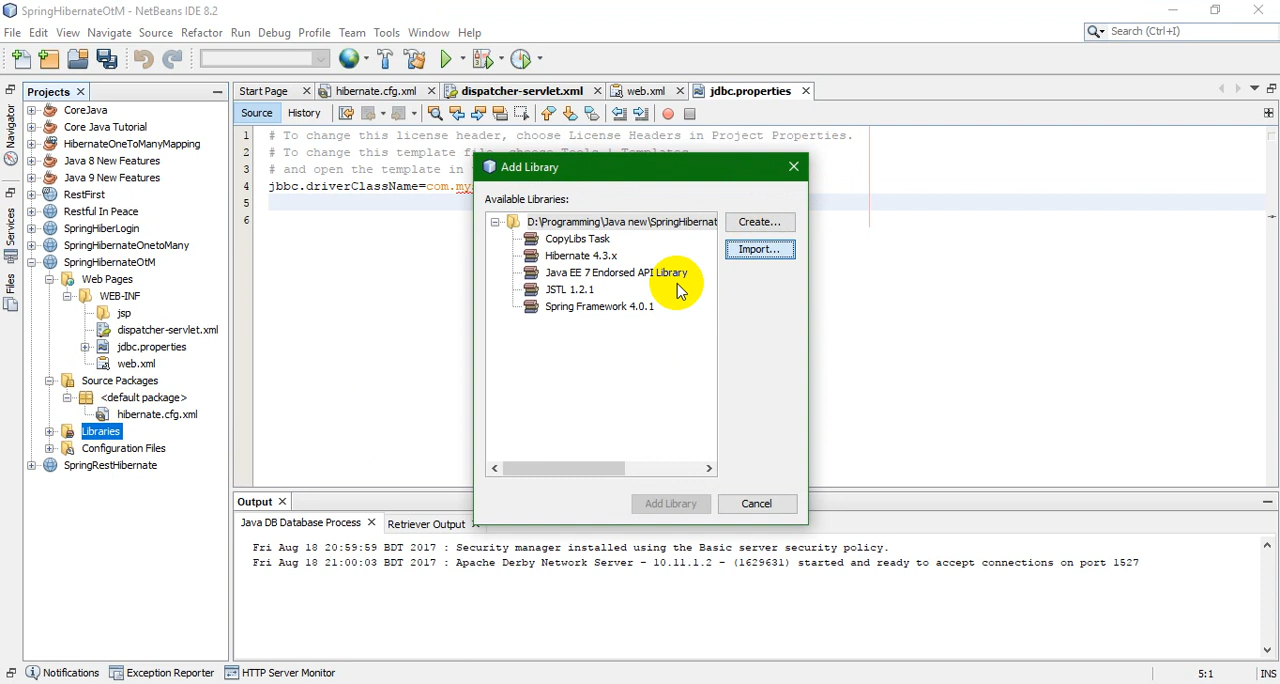 SpringHibernateOtM - NetBeans IDE 8.2
File Edit View Navigate Source Refactor Run Debug Profile Team Tools Window Help
Search (Ctrl+I)
Projects
Start Page
hibernate.cfg.xml
dispatcher-servlet.xml
web.xml
jdbc.properties
Navigator
Services
Files
CoreJava
Core Java Tutorial
HibernateOneToManyMapping
Java 8 New Features
Java 9 New Features
RestFirst
Restful In Peace
SpringHiberLogin
SpringHibernateOnetoMany
SpringHibernateOtM
Web Pages
WEB-INF
jsp
dispatcher-servlet.xml
jdbc.properties
web.xml
Source Packages
<default package>
hibernate.cfg.xml
Libraries
Configuration Files
SpringRestHibernate
Source History
1 # To change this license header, choose License Headers in Project Properties.
2 # To change this template file, choose Tools | Templates
3 # and open the template in
4 jbbc.driverClassName=com.mys
5
6
Add Library
Available Libraries:
D:\Programming\Java new\SpringHibernat
CopyLibs Task
Hibernate 4.3.x
Java EE 7 Endorsed API Library
JSTL 1.2.1
Spring Framework 4.0.1
Create...
Import...
Add Library
Cancel
Output
Java DB Database Process
Retriever Output
Fri Aug 18 20:59:59 BDT 2017 : Security manager installed using the Basic server security policy.
Fri Aug 18 21:00:03 BDT 2017 : Apache Derby Network Server - 10.11.1.2 - (1629631) started and ready to accept connections on port 1527
Notifications
Exception Reporter
HTTP Server Monitor
5:1
INS